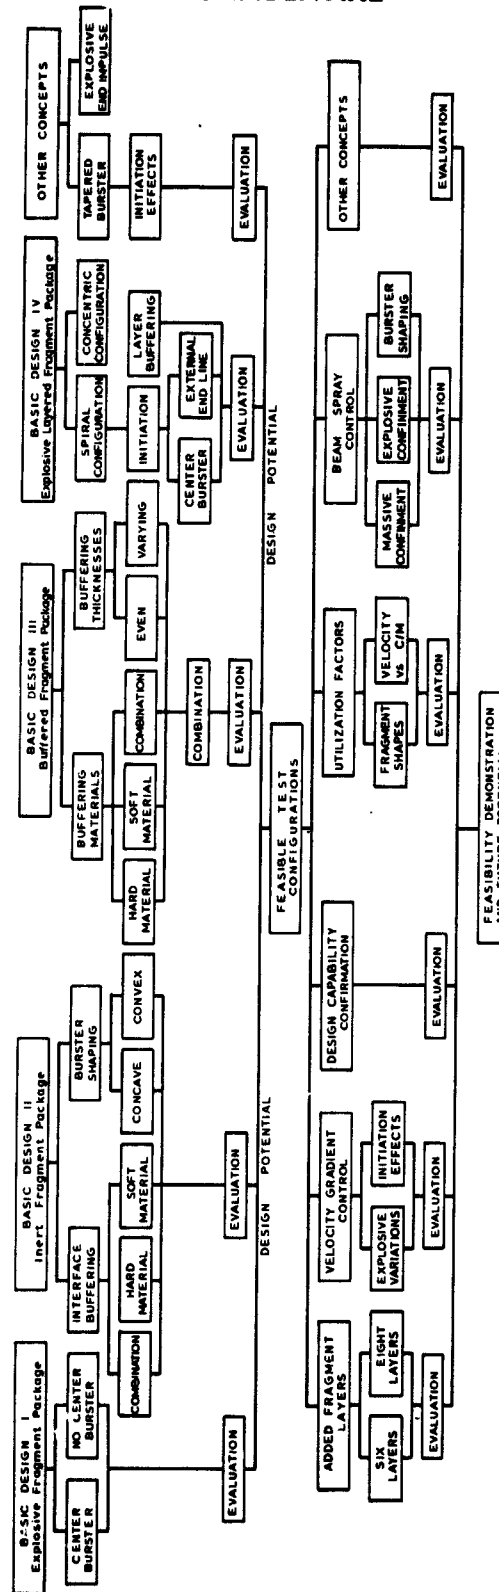 BASIC DESIGN I
Explosive Fragment Package
CENTER
BURSTER
NO CENTER
BURSTER
EVALUATION
BASIC DESIGN II
Inert Fragment Package
INTERFACE
BUFFERING
BURSTER
SHAPING
COMBINATION
HARD
MATERIAL
SOFT
MATERIAL
CONCAVE
CONVEX
EVALUATION
BASIC DESIGN III
Buffered Fragment Package
BUFFERING
MATERIALS
BUFFERING
THICKNESSES
HARD
MATERIAL
SOFT
MATERIAL
COMBINATION
EVEN
VARYING
COMBINATION
EVALUATION
BASIC DESIGN IV
Explosive Layered Fragment Package
SPIRAL
CONFIGURATION
CONCENTRIC
CONFIGURATION
INITIATION
LAYER
BUFFERING
CENTER
BURSTER
EXTERNAL
END LINE
EVALUATION
OTHER CONCEPTS
TAPERED
BURSTER
EXPLOSIVE
END IMPULSE
INITIATION
EFFECTS
EVALUATION
DESIGN POTENTIAL
DESIGN POTENTIAL
FEASIBLE TEST
CONFIGURATIONS
ADDED FRAGMENT
LAYERS
SIX
LAYERS
EIGHT
LAYERS
EVALUATION
VELOCITY GRADIENT
CONTROL
EXPLOSIVE
VARIATIONS
INITIATION
EFFECTS
EVALUATION
DESIGN CAPABILITY
CONFIRMATION
EVALUATION
UTILIZATION FACTORS
FRAGMENT
SHAPES
VELOCITY
vs C/M
EVALUATION
BEAM SPRAY
CONTROL
MASSIVE
CONFINMENT
EXPLOSIVE
CONFINMENT
BURSTER
SHAPING
EVALUATION
OTHER CONCEPTS
EVALUATION
FEASIBILITY DEMONSTRATION